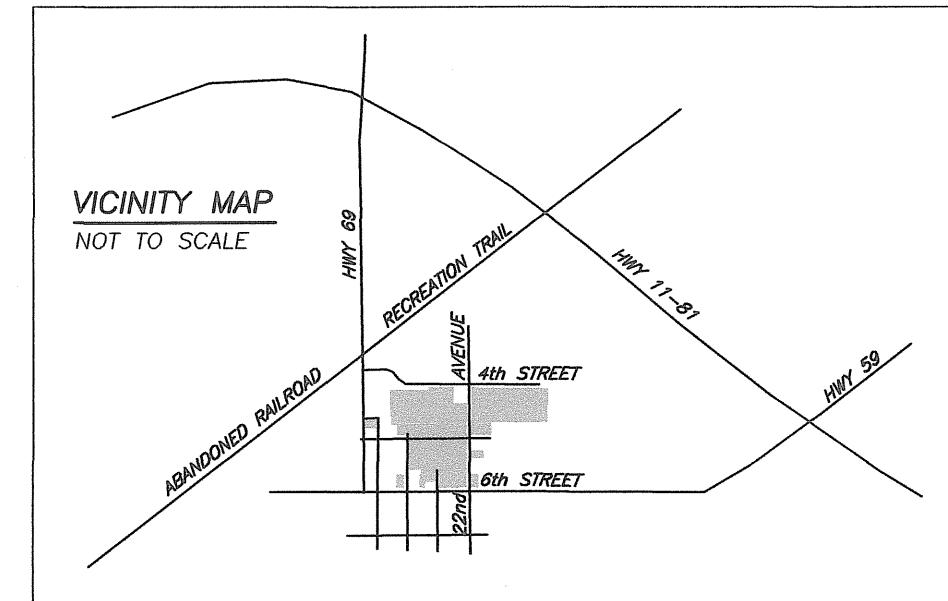 VICINITY MAP
NOT TO SCALE
HWY 69
RECREATION TRAIL
HWY 11-81
AVENUE
4th STREET
HWY 59
ABANDONED RAILROAD
6th STREET
22nd